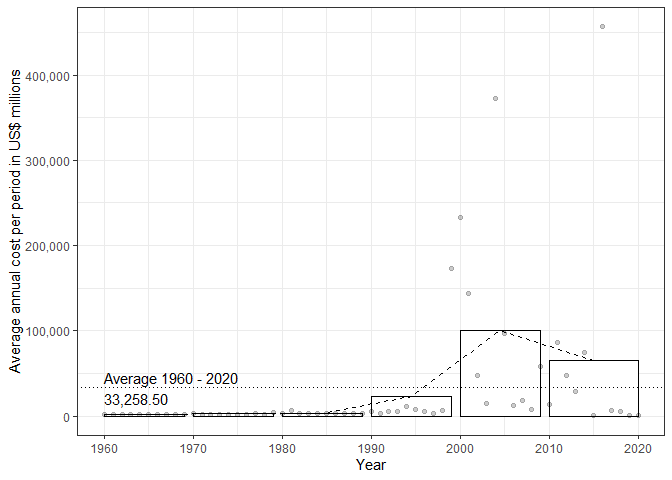 Average annual cost per period in US$ millions
400,000
300,000
200,000
100,000
0
Average 1960 - 2020
33,258.50
1960 1970 1980 1990 2000 2010 2020
Year